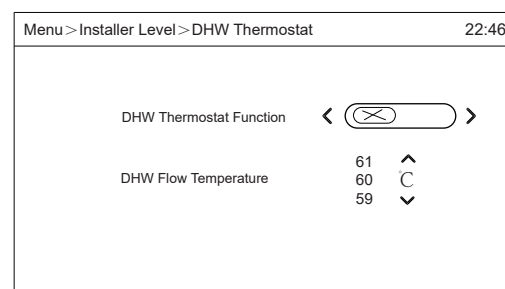 Menu>Installer Level>DHW Thermostat 22:46
DHW Thermostat Function
61
DHW Flow Temperature 60 ℃
59